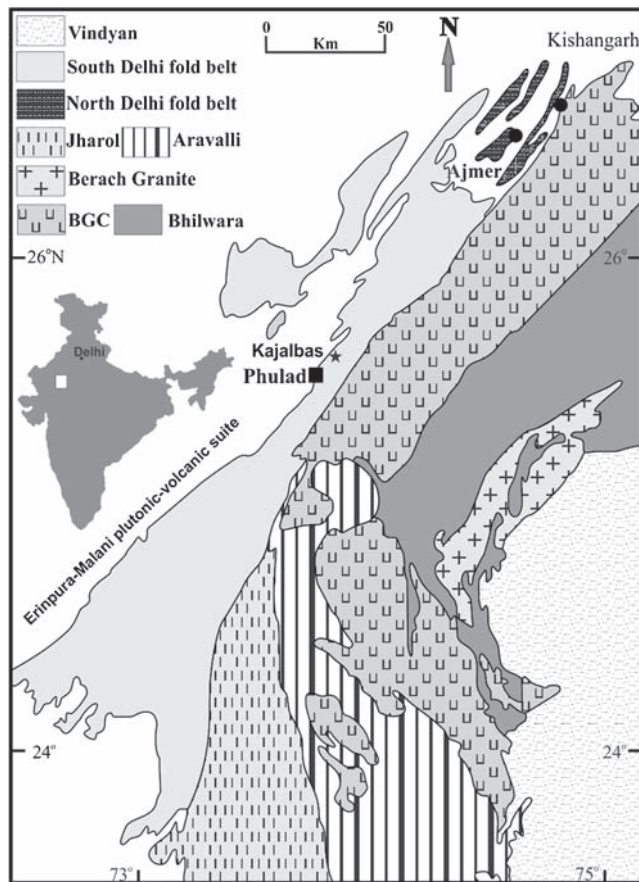 Vindyan
South Delhi fold belt
North Delhi fold belt
Jharol Aravalli
Berach Granite
BGC Bhilwara
0 50
Km
N
Kishangarh
Ajmer
26°N
26°
Delhi
Kajalbas
Phulad
Erinpura-Malani plutonic-volcanic suite
24°
24°
73°
75°